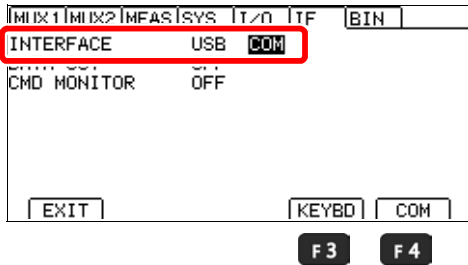 MUX1 MUX2 MEAS SYS I/O IF BIN
INTERFACE USB COM
CMD MONITOR OFF
EXIT KEYBD COM
F3 F4